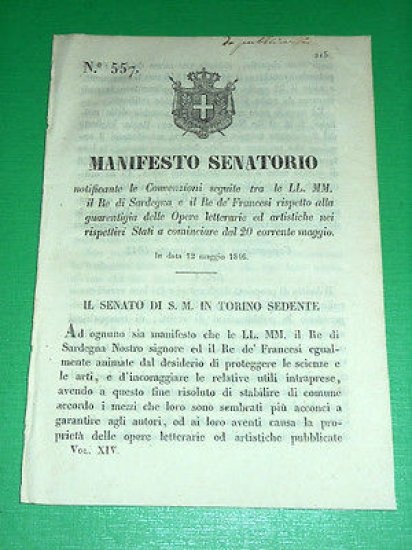 da pubblicarsi
215
N.º 557.
MANIFESTO SENATORIO
notificante le Convenzioni seguite tra le LL. MM.
il Re di Sardegna e il Re de' Francesi rispetto alla
guarentigia delle Opere letterarie ed artistiche nei
rispettivi Stati a cominciare dal 20 corrente maggio.
In data 12 maggio 1846.
IL SENATO DI S. M. IN TORINO SEDENTE
Ad ognuno sia manifesto che le LL. MM. il Re di
Sardegna Nostro signore ed il Re de' Francesi egual-
mente animate dal desiderio di proteggere le scienze e
le arti, e d'incoraggiare le relative utili intraprese,
avendo a questo fine risoluto di stabilire di comune
accordo i mezzi che loro sono sembrati più acconci a
garantire agli autori, od ai loro aventi causa la pro-
prietà delle opere letterarie od artistiche pubblicate
Vol. XIV.